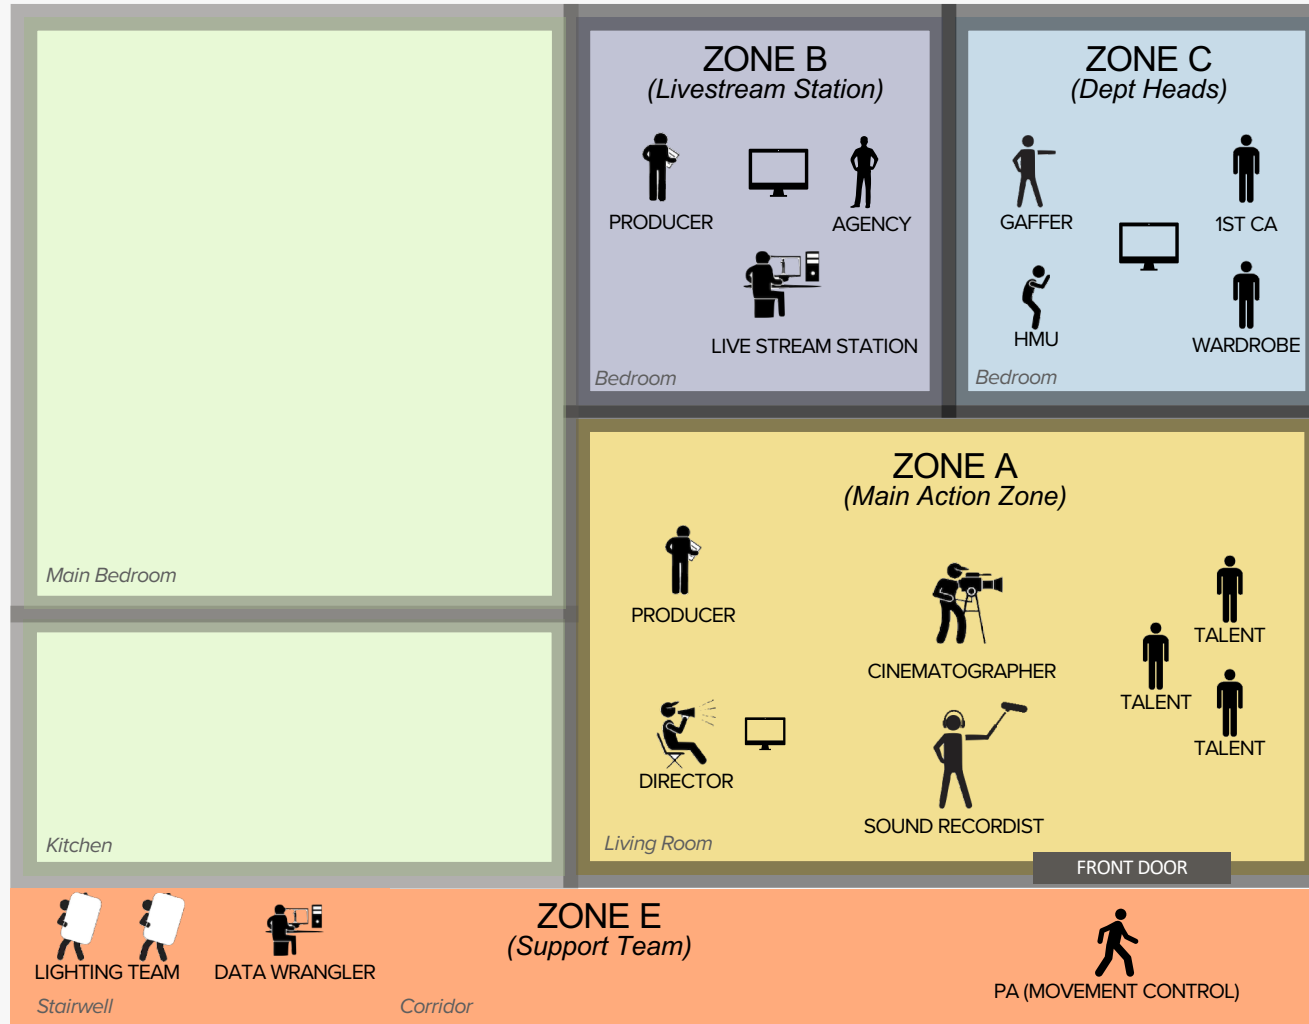 ZONE B
(Livestream Station)
PRODUCER
AGENCY
LIVE STREAM STATION
Bedroom
ZONE C
(Dept Heads)
GAFFER
1ST CA
HMU
WARDROBE
Bedroom
Main Bedroom
ZONE A
(Main Action Zone)
PRODUCER
CINEMATOGRAPHER
TALENT
TALENT
TALENT
DIRECTOR
SOUND RECORDIST
Living Room
Kitchen
FRONT DOOR
ZONE E
(Support Team)
LIGHTING TEAM
DATA WRANGLER
PA (MOVEMENT CONTROL)
Stairwell
Corridor